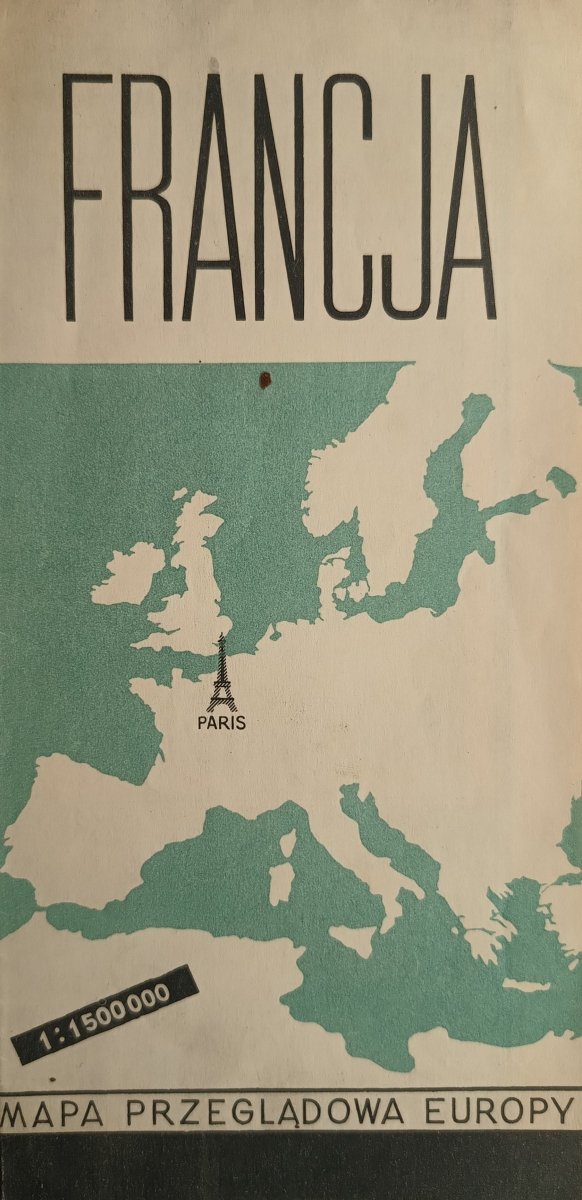 FRANCJA
PARIS
1:1500000
MAPA PRZEGLĄDOWA EUROPY